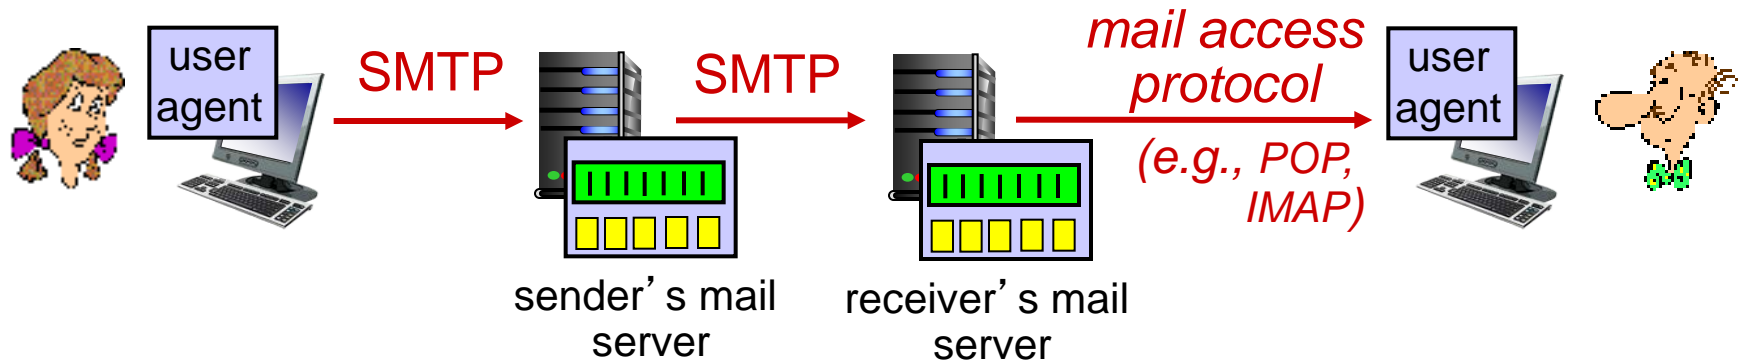 user
agent
SMTP
SMTP
mail access
protocol
(e.g., POP,
IMAP)
user
agent
sender’s mail
server
receiver’s mail
server